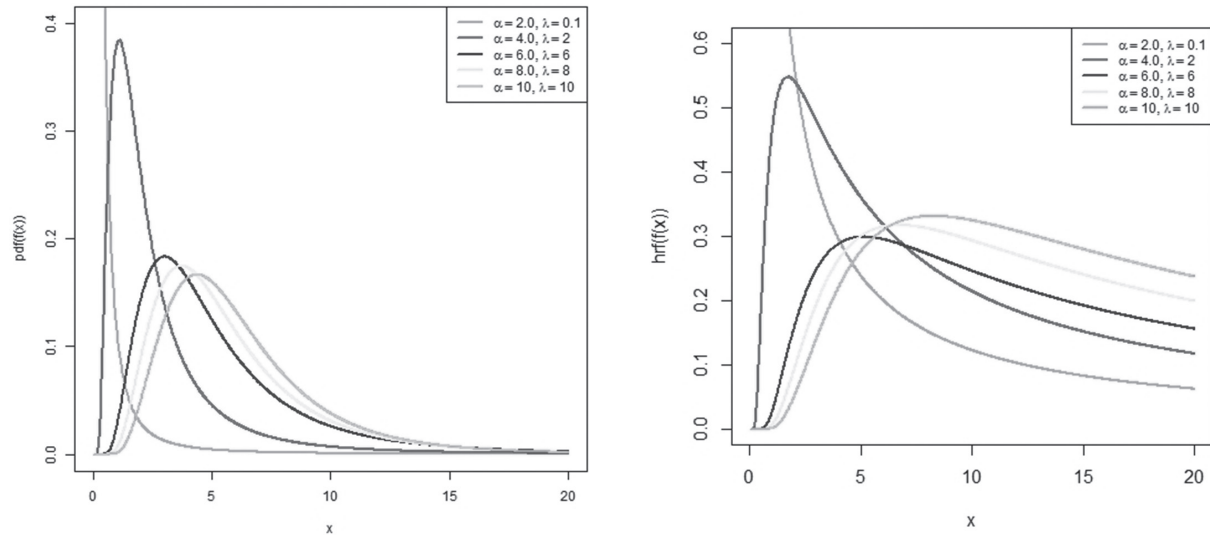 0.4
0.3
0.2
0.1
0.0
pdf(f(x))
α = 2.0, λ = 0.1
α = 4.0, λ = 2
α = 6.0, λ = 6
α = 8.0, λ = 8
α = 10, λ = 10
0 5 10 15 20
x
0.6
0.5
0.4
0.3
0.2
0.1
0.0
hrf(f(x))
α = 2.0, λ = 0.1
α = 4.0, λ = 2
α = 6.0, λ = 6
α = 8.0, λ = 8
α = 10, λ = 10
0 5 10 15 20
x